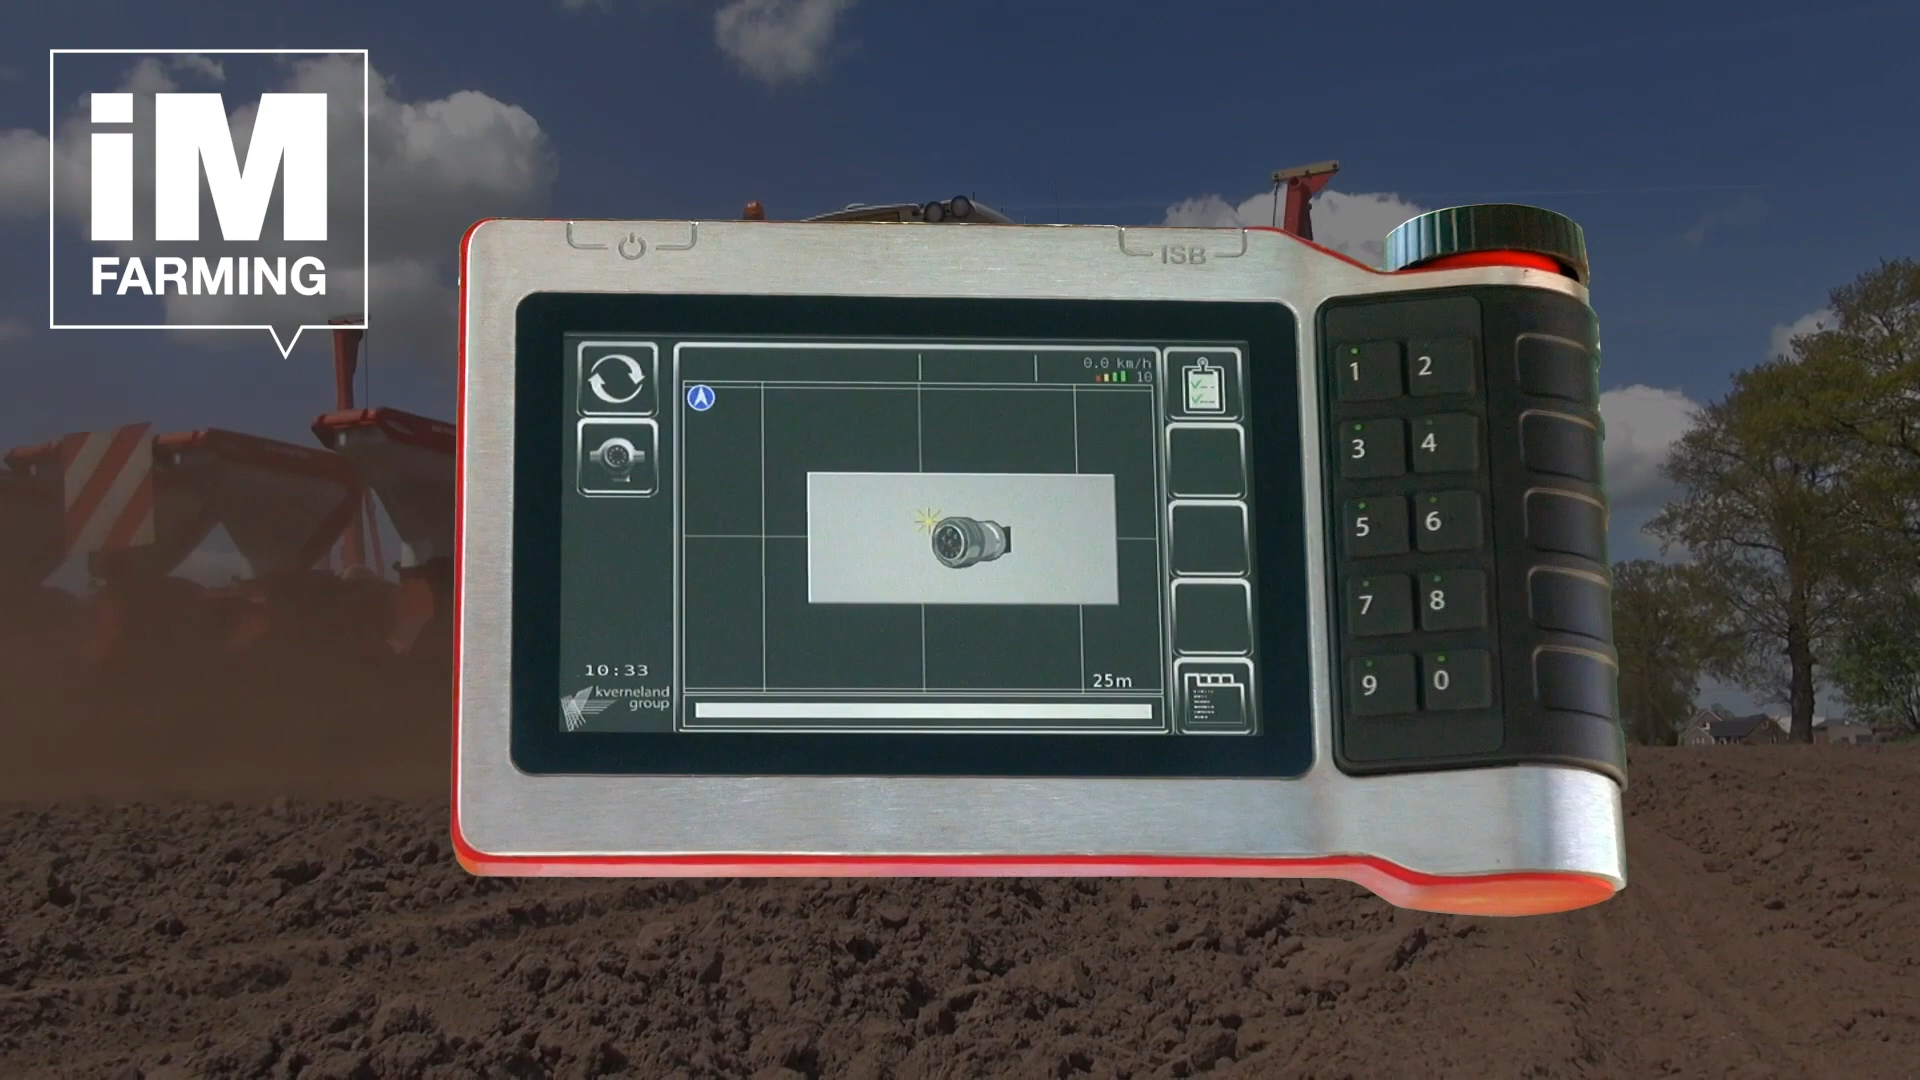 iM
FARMING
ISB
0.0 km/h
10
25m
10:33
kverneland
group
1 2
3 4
5 6
7 8
9 0